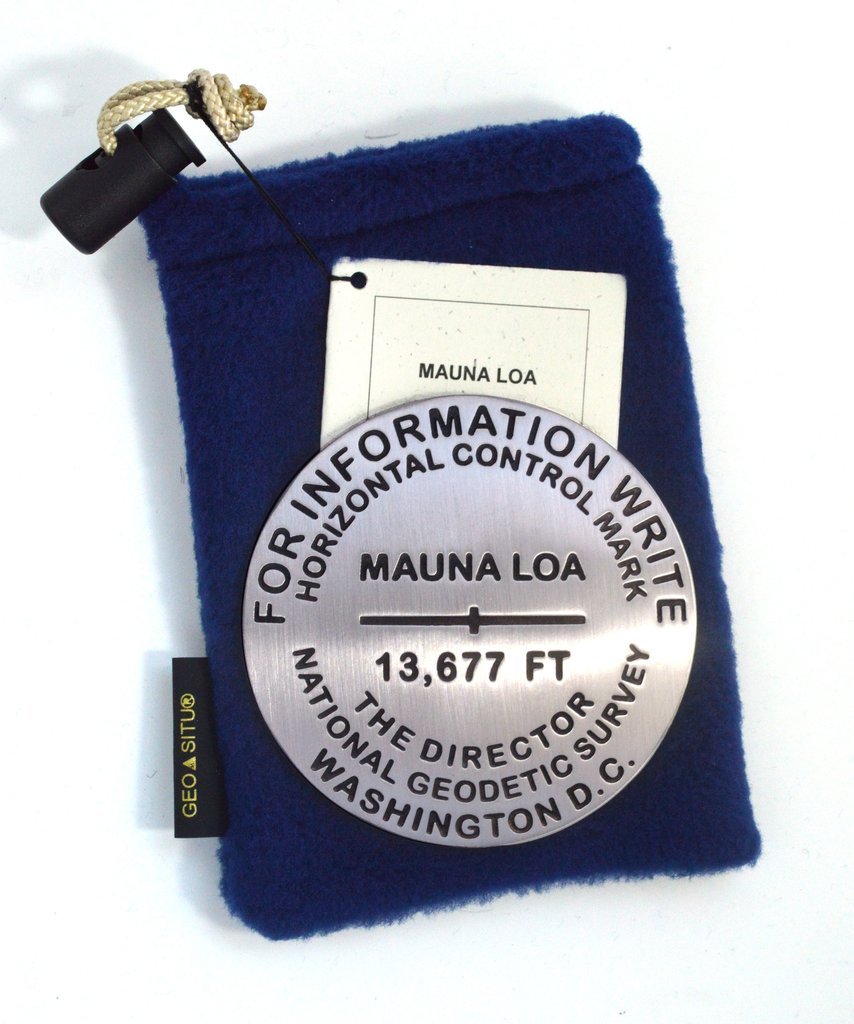 MAUNA LOA
FOR INFORMATION WRITE
HORIZONTAL CONTROL MARK
MAUNA LOA
13,677 FT
THE DIRECTOR
NATIONAL GEODETIC SURVEY
WASHINGTON D.C.
GEO▲SITU®